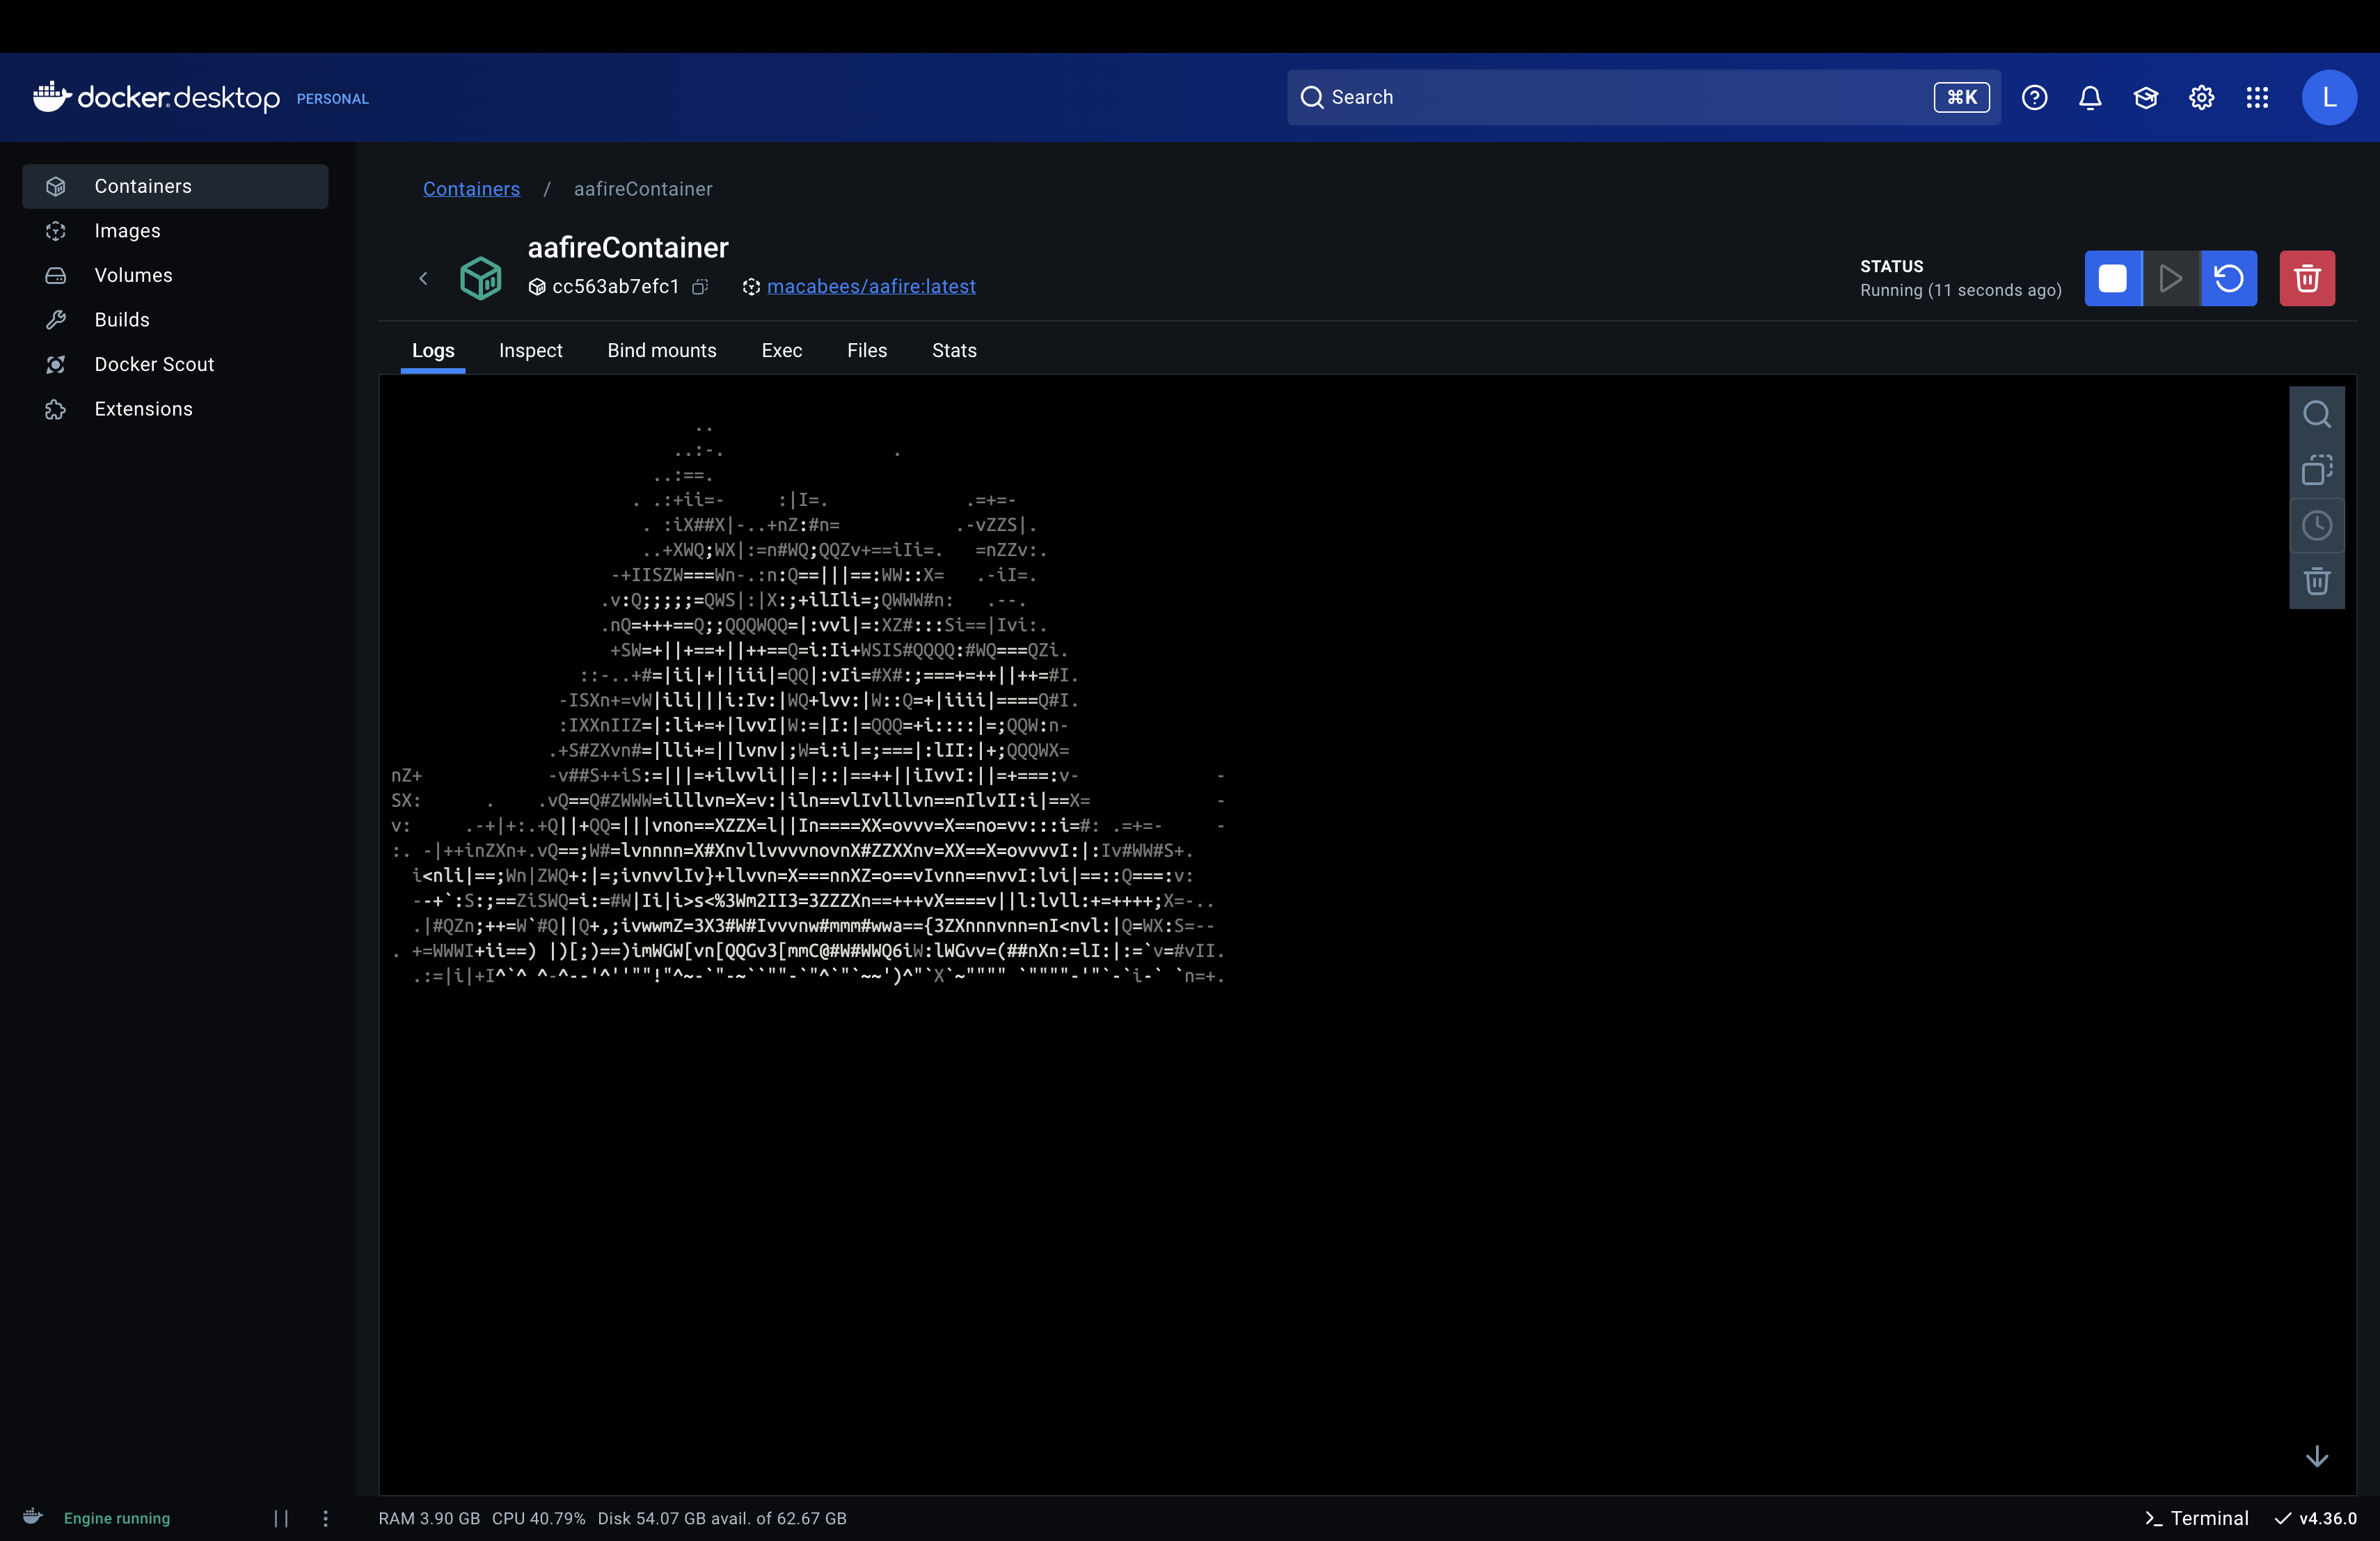 docker.desktop PERSONAL
Search ⌘K
L
Containers
Images
Volumes
Builds
Docker Scout
Extensions
Containers / aafireContainer
aafireContainer
cc563ab7efc1 macabees/aafire:latest
STATUS
Running (11 seconds ago)
Logs Inspect Bind mounts Exec Files Stats
Engine running
RAM 3.90 GB CPU 40.79% Disk 54.07 GB avail. of 62.67 GB
Terminal
v4.36.0